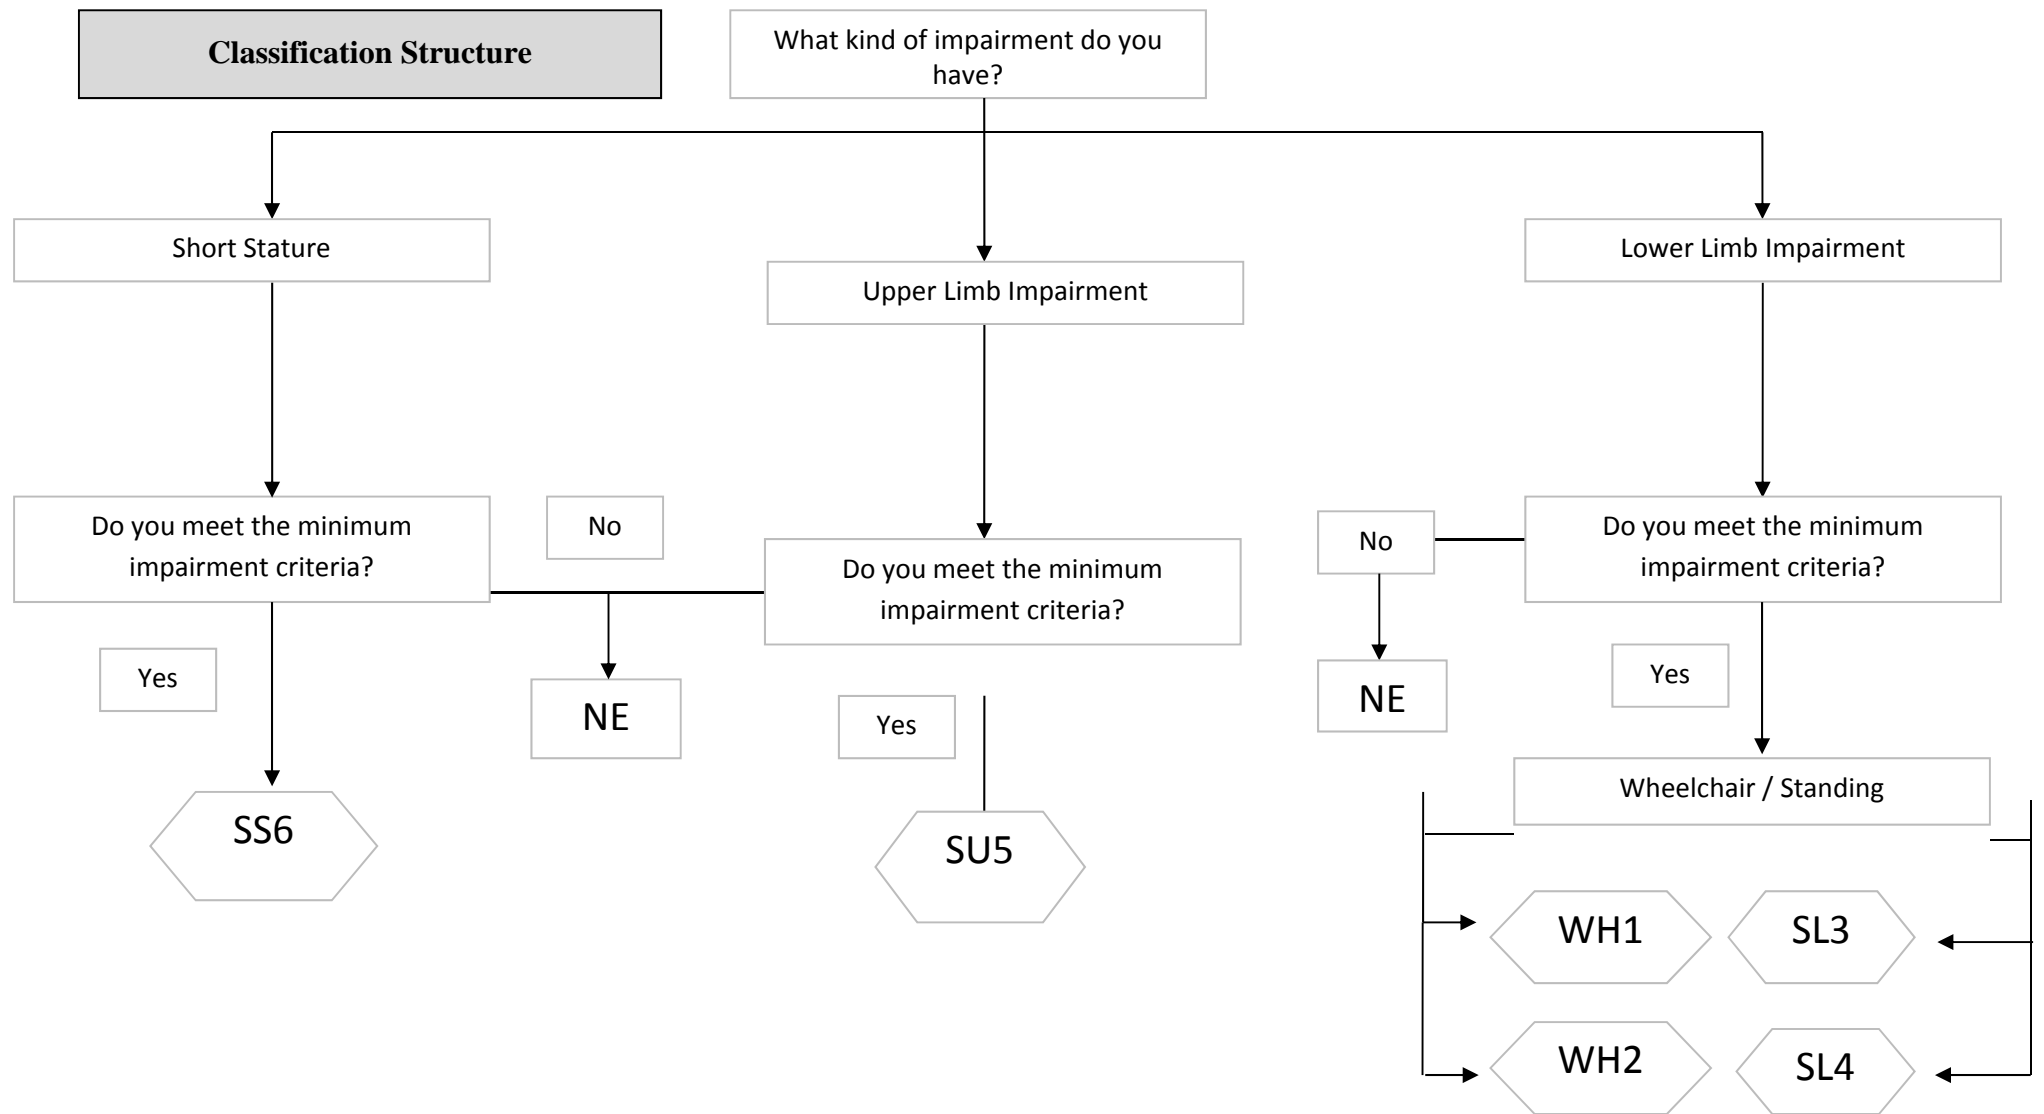 Classification Structure
What kind of impairment do you
have?
Short Stature
Upper Limb Impairment
Lower Limb Impairment
Do you meet the minimum
impairment criteria?
No
Do you meet the minimum
impairment criteria?
No
Do you meet the minimum
impairment criteria?
Yes
NE
Yes
NE
Yes
SS6
SU5
Wheelchair / Standing
WH1
SL3
WH2
SL4